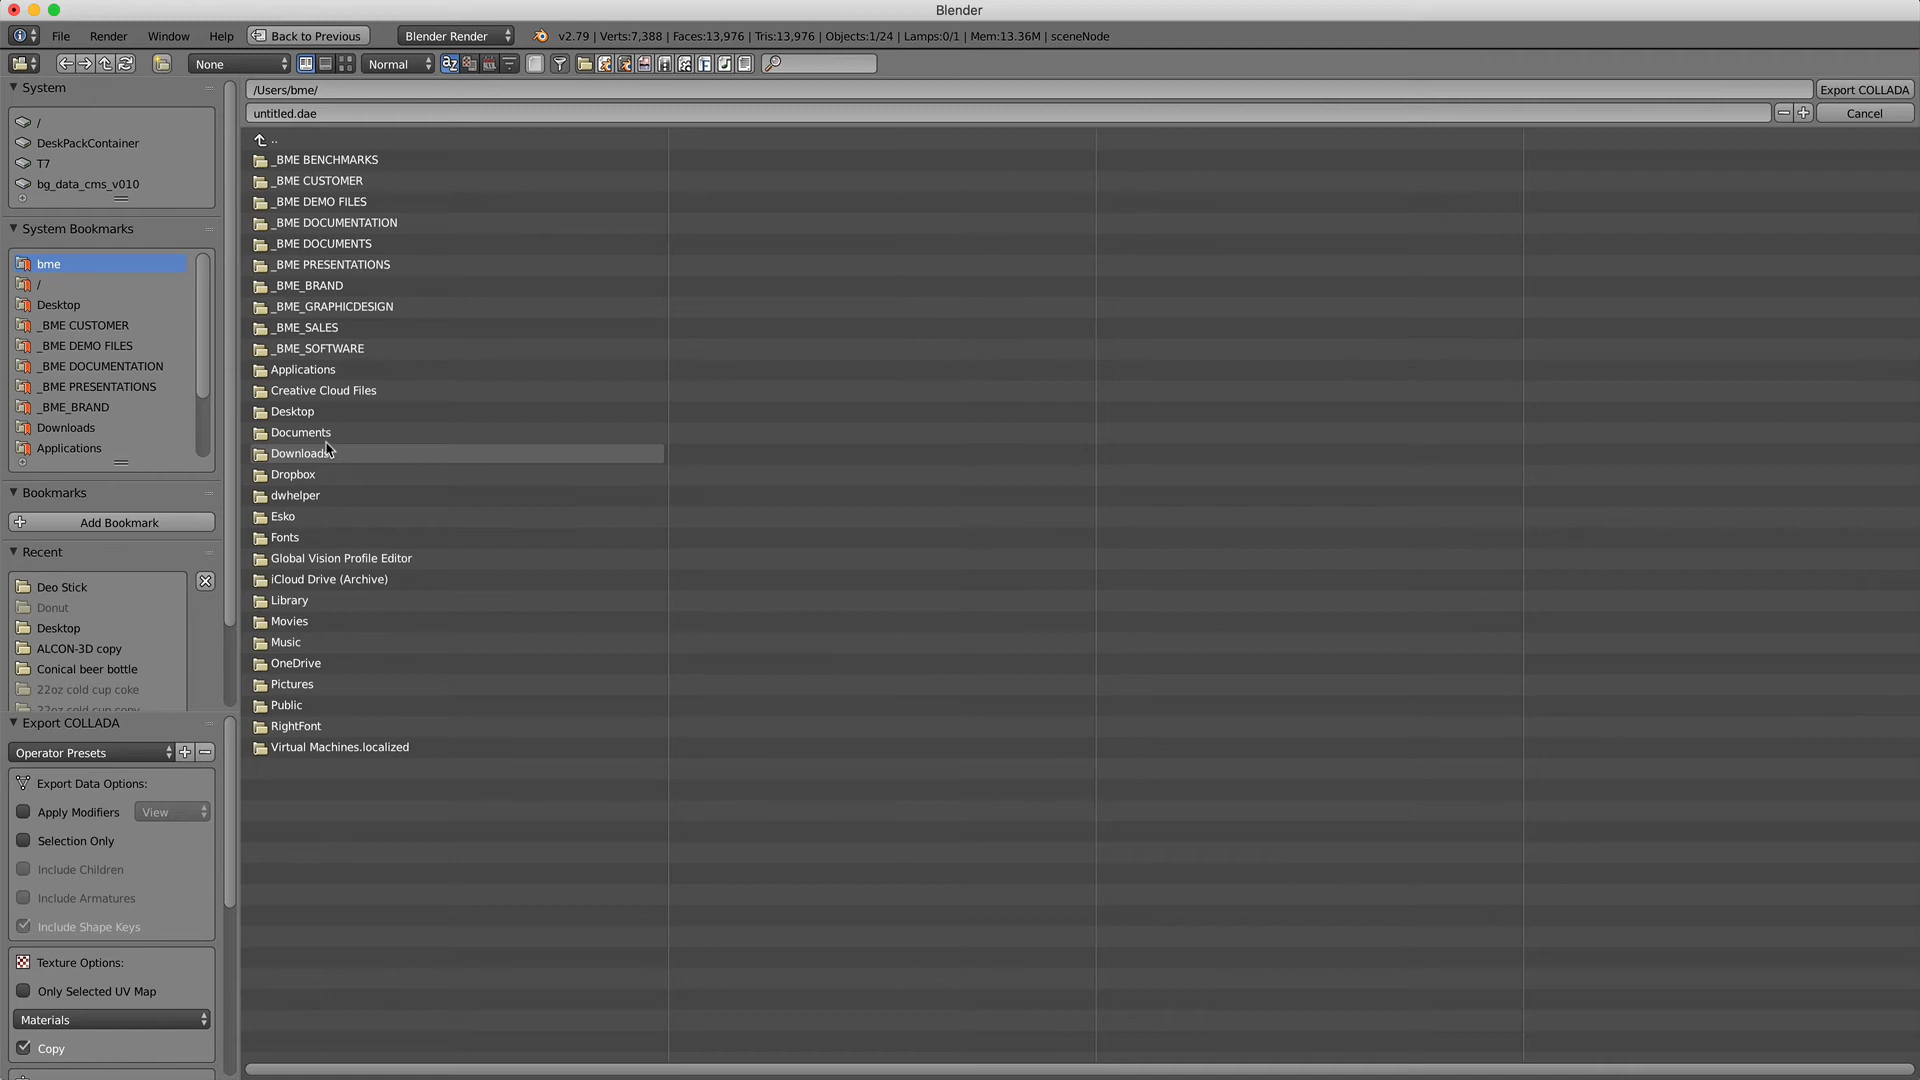 Blender
File Render Window Help Back to Previous Blender Render v2.79 | Verts:7,388 | Faces:13,976 | Tris:13,976 | Objects:1/24 | Lamps:0/1 | Mem:13.36M | sceneNode
None Normal
System
/
DeskPackContainer
T7
bg_data_cms_v010
System Bookmarks
bme
/
Desktop
_BME CUSTOMER
_BME DEMO FILES
_BME DOCUMENTATION
_BME PRESENTATIONS
_BME_BRAND
Downloads
Applications
Bookmarks
Add Bookmark
Recent
Deo Stick
Donut
Desktop
ALCON-3D copy
Conical beer bottle
22oz cold cup coke
22oz cold cup copy
Export COLLADA
Operator Presets
Export Data Options:
Apply Modifiers View
Selection Only
Include Children
Include Armatures
Include Shape Keys
Texture Options:
Only Selected UV Map
Materials
Copy
/Users/bme/ Export COLLADA
untitled.dae Cancel
..
_BME BENCHMARKS
_BME CUSTOMER
_BME DEMO FILES
_BME DOCUMENTATION
_BME DOCUMENTS
_BME PRESENTATIONS
_BME_BRAND
_BME_GRAPHICDESIGN
_BME_SALES
_BME_SOFTWARE
Applications
Creative Cloud Files
Desktop
Documents
Downloads
Dropbox
dwhelper
Esko
Fonts
Global Vision Profile Editor
iCloud Drive (Archive)
Library
Movies
Music
OneDrive
Pictures
Public
RightFont
Virtual Machines.localized